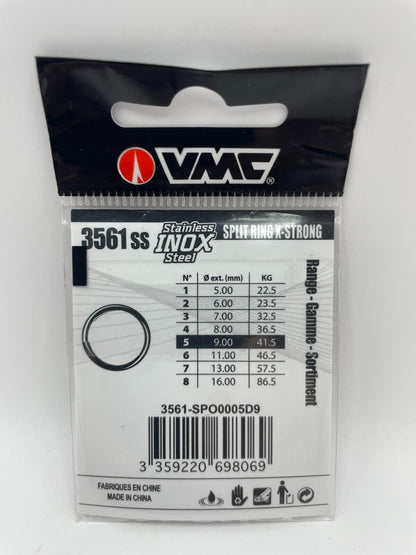 VMC®
3561 SS Stainless INOX Steel SPLIT RING X-STRONG
N° Ø ext. (mm) KG
1 5.00 22.5
2 6.00 23.5
3 7.00 32.5
4 8.00 36.5
5 9.00 41.5
6 11.00 46.5
7 13.00 57.5
8 16.00 86.5
Range - Gamme - Sortiment
3561-SPO0005D9
3 359220 698069
FABRIQUES EN CHINE
MADE IN CHINA